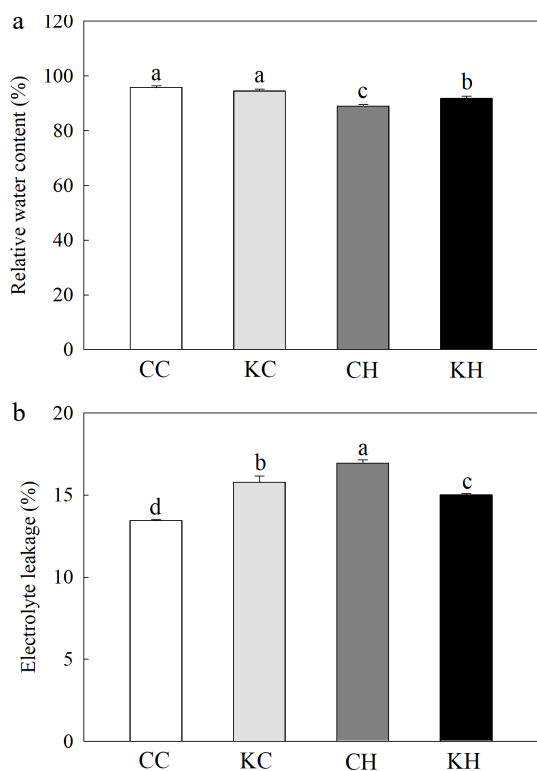 a
Relative water content (%)
120
100
80
60
40
20
0
a
a
c
b
CC
KC
CH
KH
b
Electrolyte leakage (%)
20
15
10
5
0
d
b
a
c
CC
KC
CH
KH